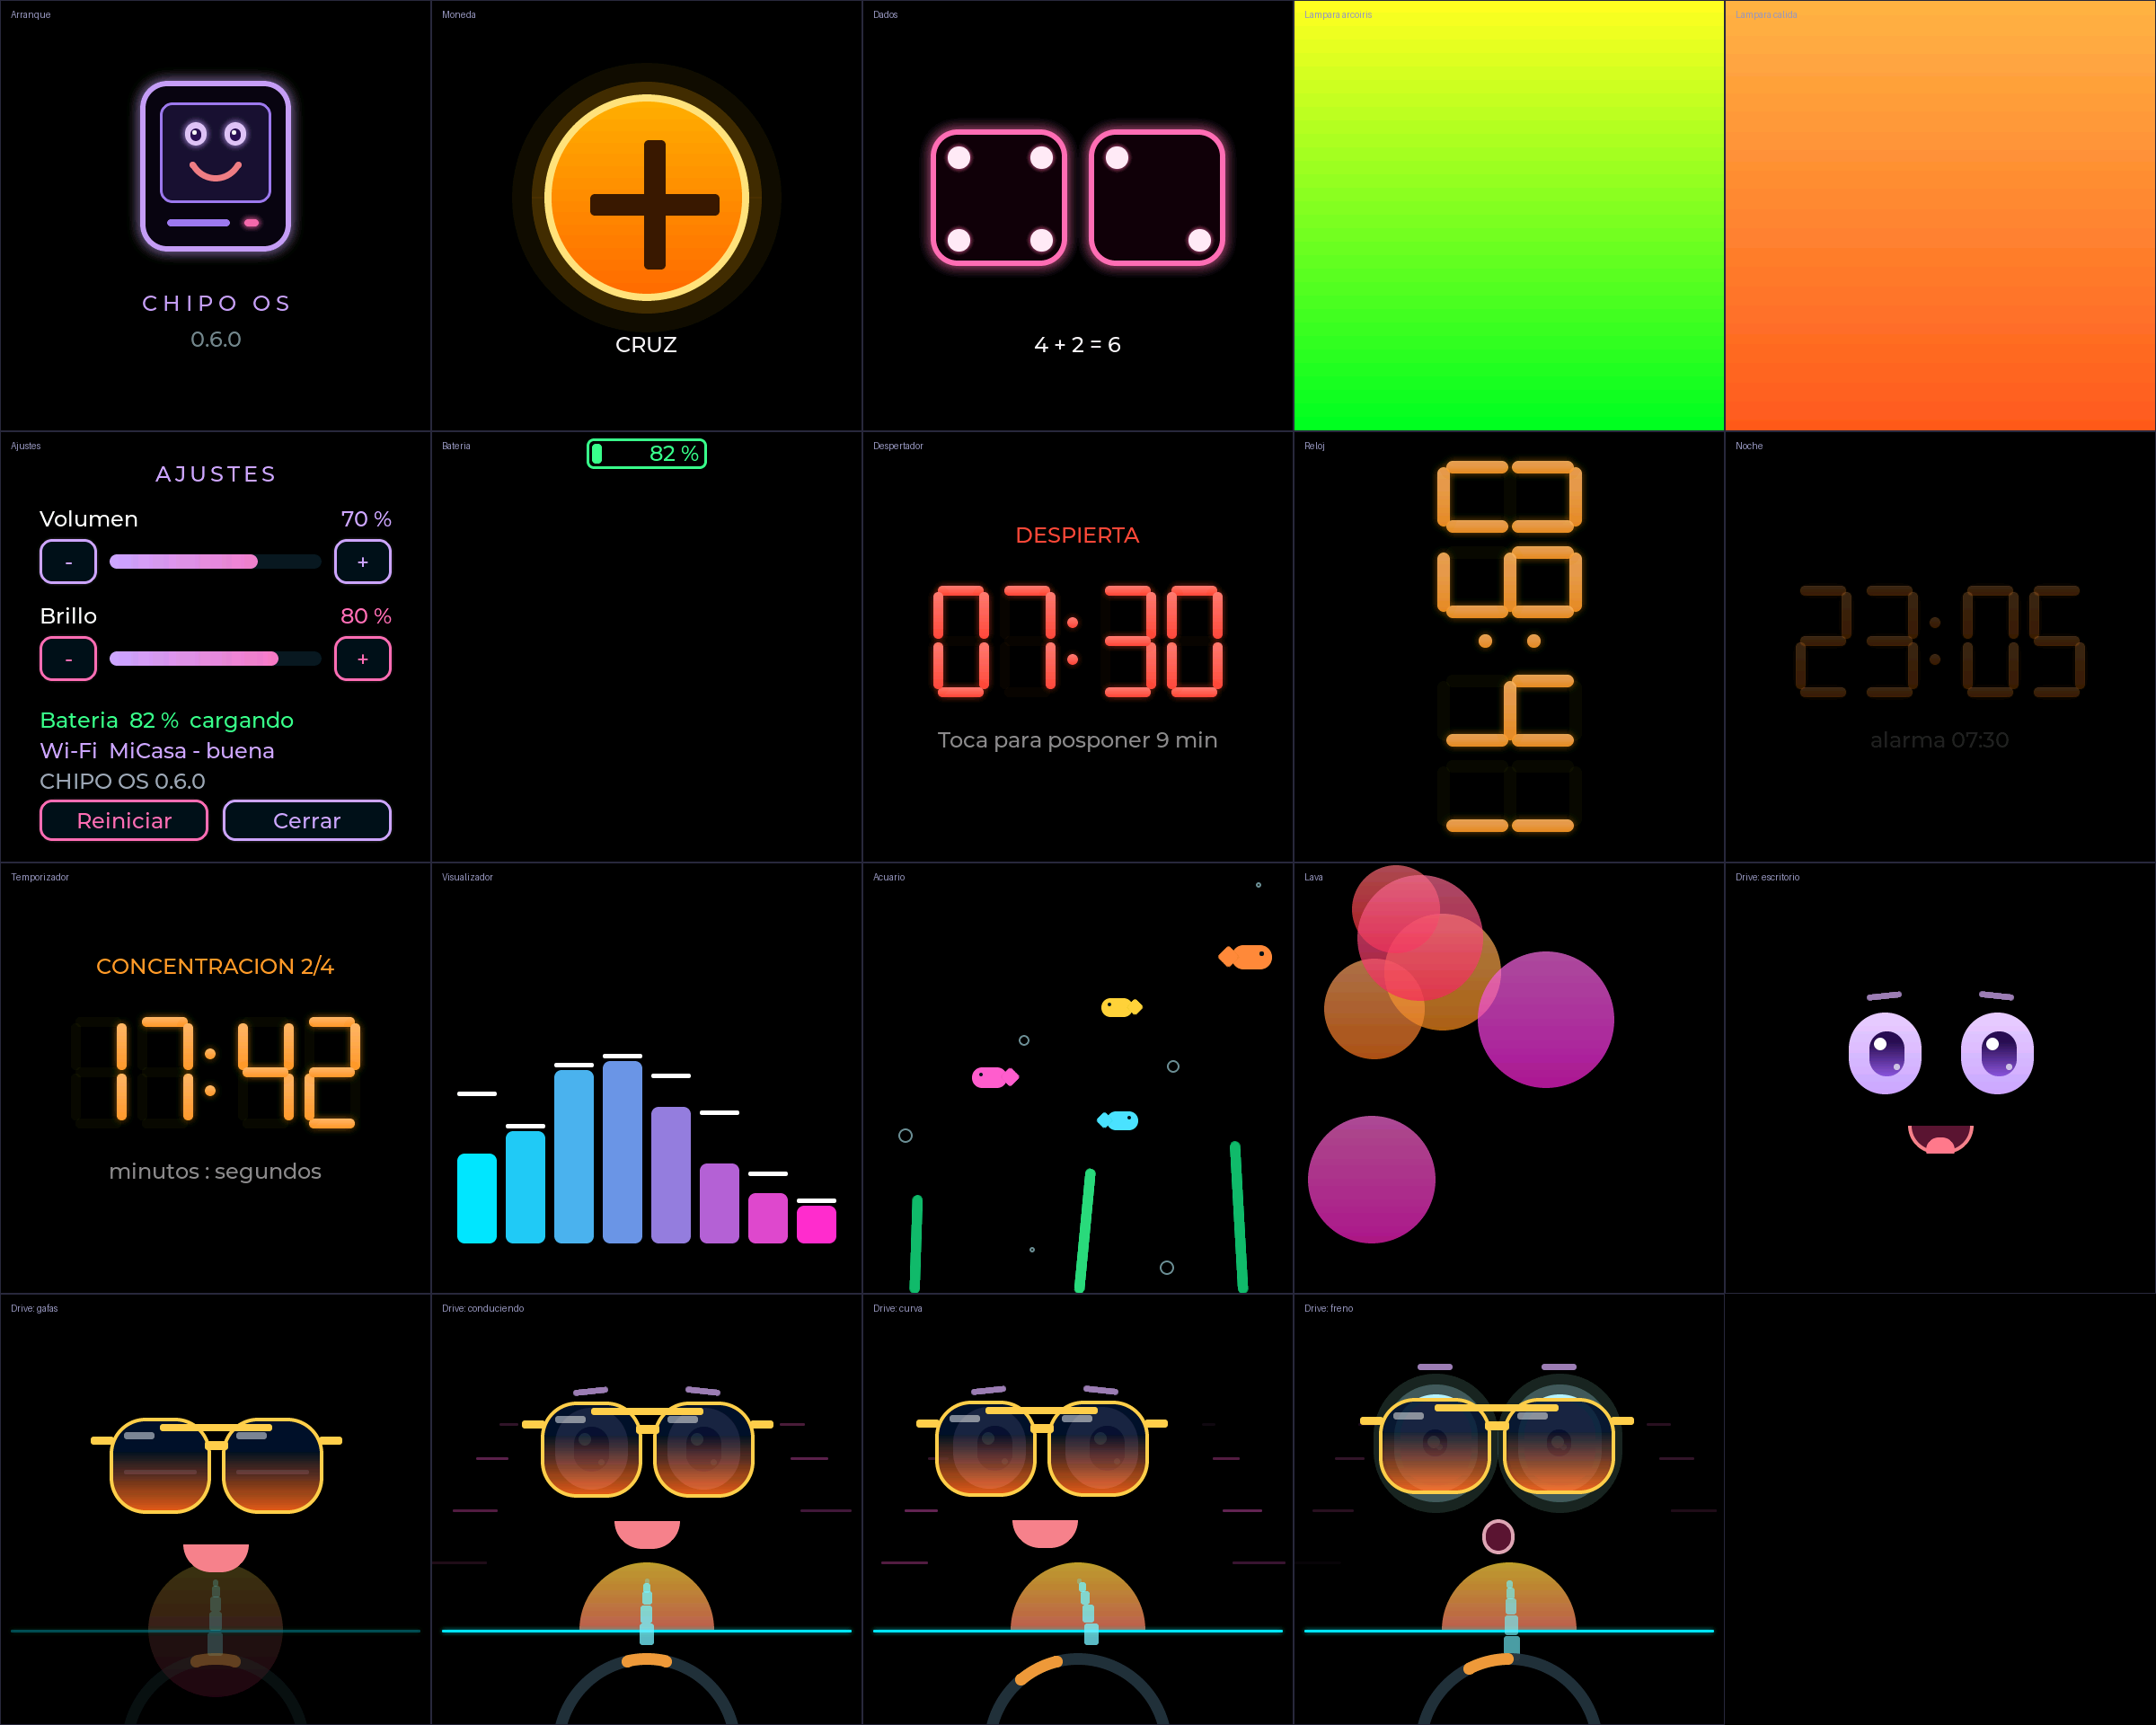 Arranque
CHIPO OS
0.6.0
Moneda
CRUZ
Dados
4 + 2 = 6
Lampara arcoiris
Lampara calida
Ajustes
AJUSTES
Volumen 70 %
- +
Brillo 80 %
- +
Bateria 82 % cargando
Wi-Fi MiCasa - buena
CHIPO OS 0.6.0
Reiniciar Cerrar
Bateria
82 %
Despertador
DESPIERTA
07:30
Toca para posponer 9 min
Reloj
09:41
Noche
23:05
alarma 07:30
Temporizador
CONCENTRACION 2/4
17:42
minutos : segundos
Visualizador
Acuario
Lava
Drive: escritorio
Drive: gafas
Drive: conduciendo
Drive: curva
Drive: freno